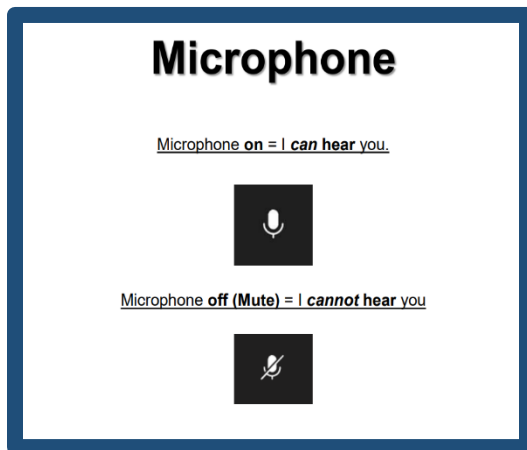 Microphone
Microphone on = I can hear you.
Microphone off (Mute) = I cannot hear you